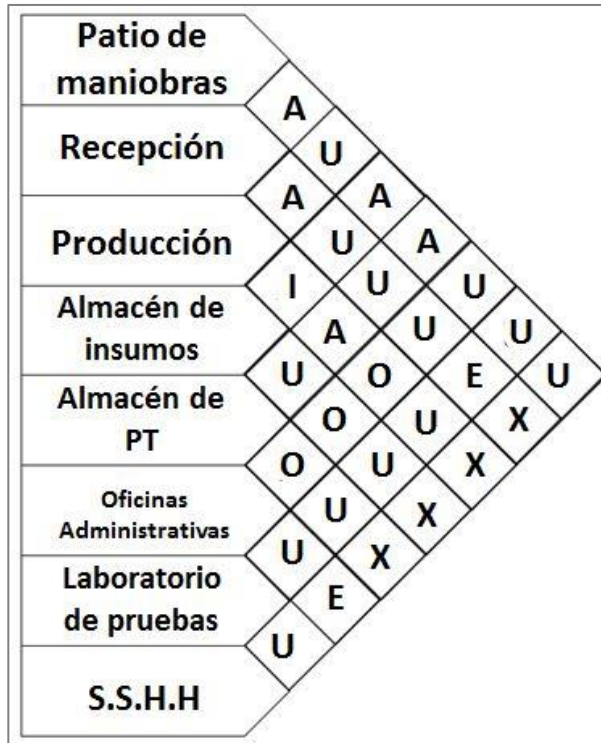 Patio de
maniobras
A
Recepción U
A A
Producción U A
I U U
Almacén de
A U U
insumos
U O E U
Almacén de
O U X
PT
O U X
Oficinas
U X
Administrativas
U X
Laboratorio
E
de pruebas
U
S.S.H.H